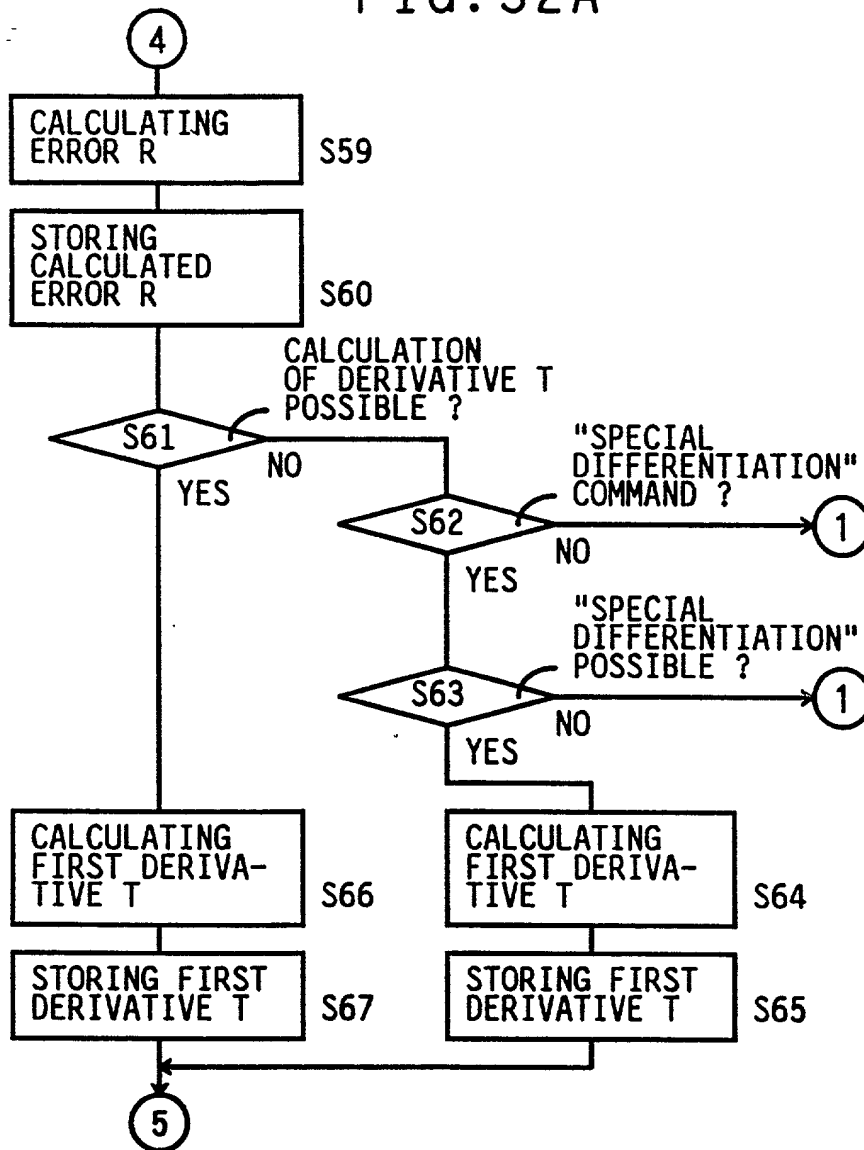 FIG.32A
4
CALCULATING
ERROR R
S59
STORING
CALCULATED
ERROR R
S60
CALCULATION
OF DERIVATIVE T
POSSIBLE ?
S61
NO
YES
"SPECIAL
DIFFERENTIATION"
COMMAND ?
S62
NO
1
YES
"SPECIAL
DIFFERENTIATION"
POSSIBLE ?
S63
NO
1
YES
CALCULATING
FIRST DERIVA-
TIVE T
S66
CALCULATING
FIRST DERIVA-
TIVE T
S64
STORING FIRST
DERIVATIVE T
S67
STORING FIRST
DERIVATIVE T
S65
5